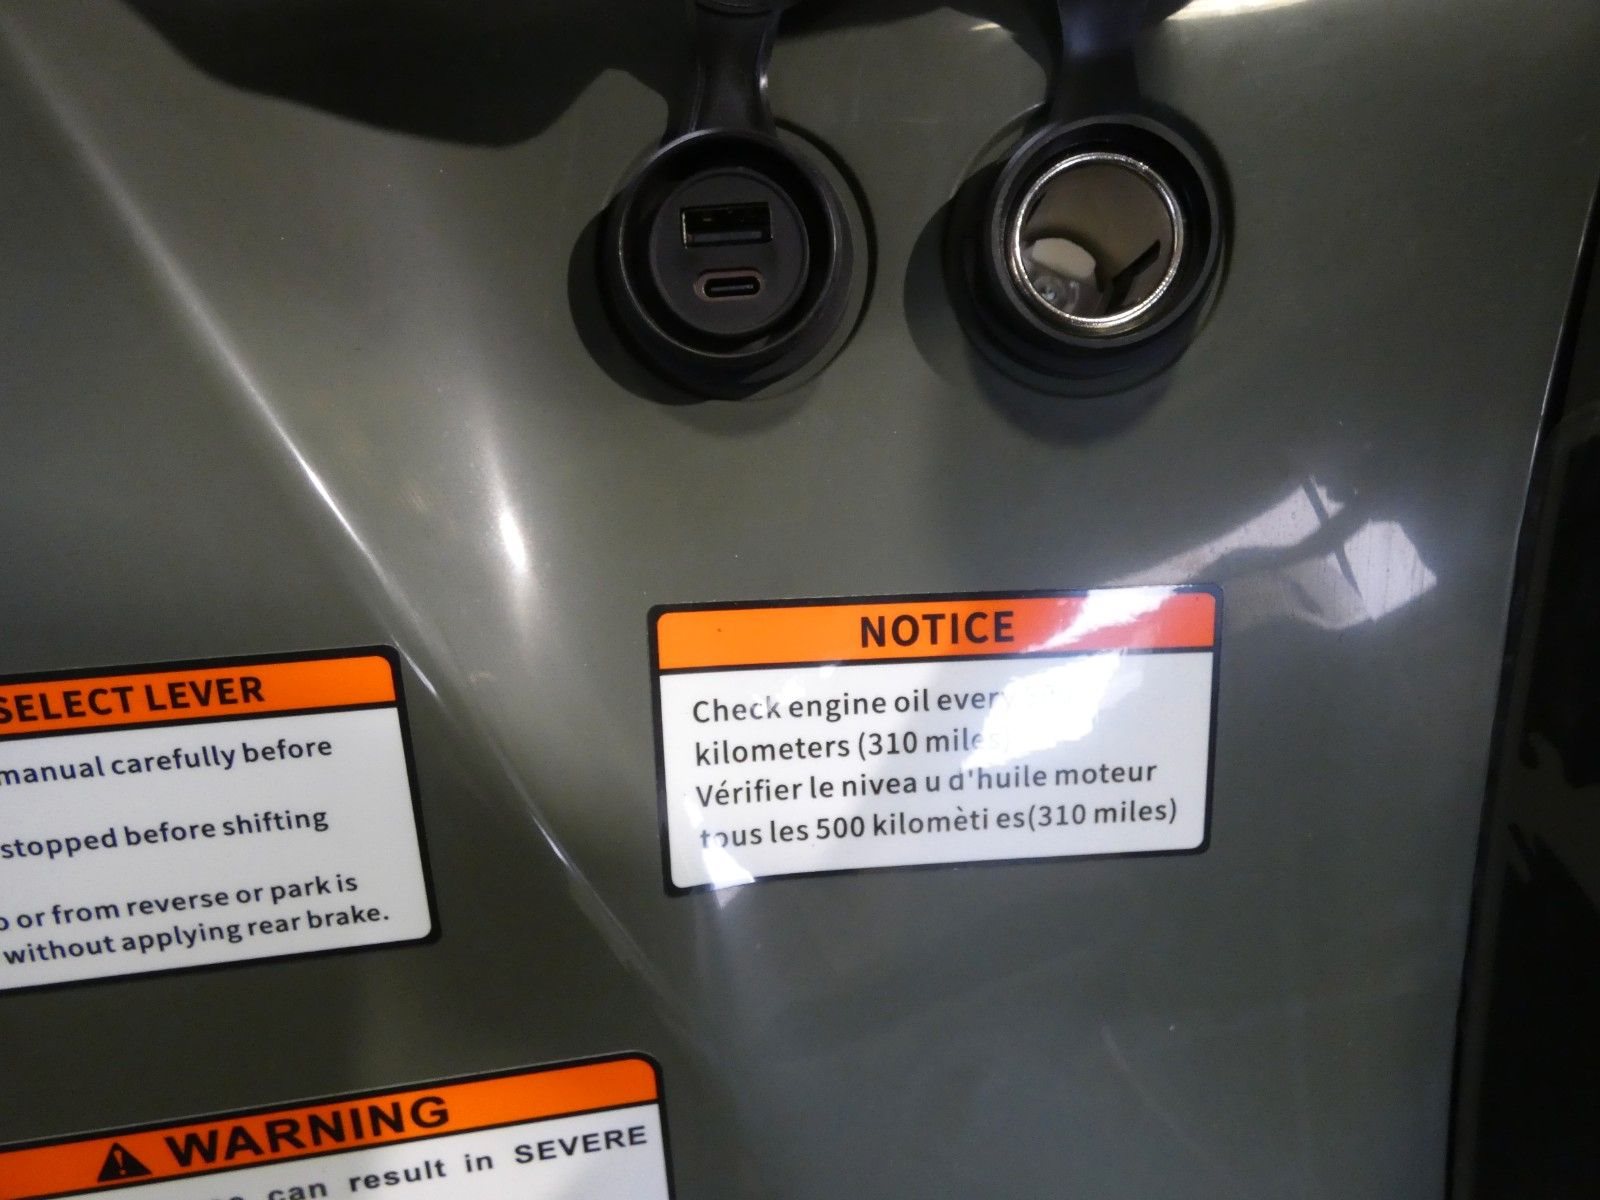 NOTICE
Check engine oil every
kilometers (310 miles)
Vérifier le nivea u d'huile moteur
tous les 500 kilomèti es(310 miles)
SELECT LEVER
manual carefully before
stopped before shifting
or from reverse or park is
without applying rear brake.
WARNING
can result in SEVERE